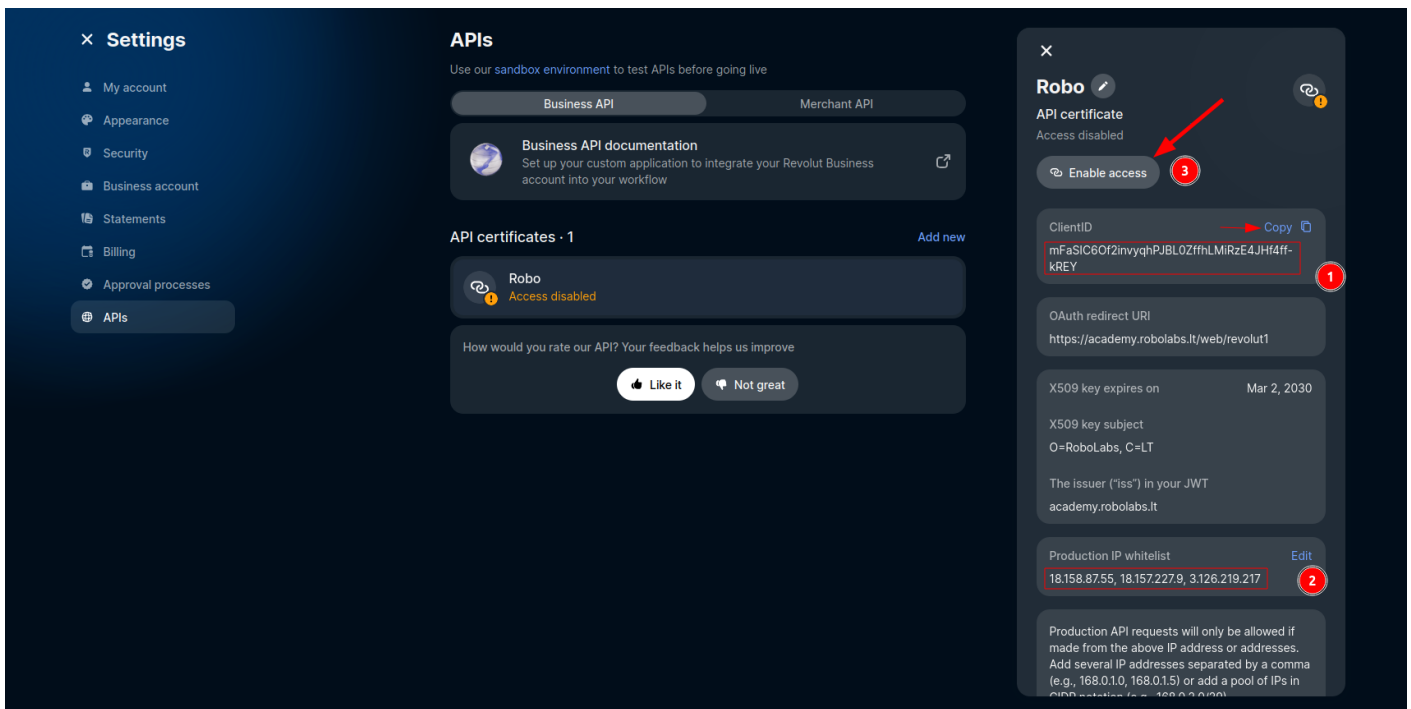 Settings
My account
Appearance
Security
Business account
Statements
Billing
Approval processes
APIs
APIs
Use our sandbox environment to test APIs before going live
Business API
Merchant API
Business API documentation
Set up your custom application to integrate your Revolut Business
account into your workflow
API certificates · 1
Add new
Robo
Access disabled
How would you rate our API? Your feedback helps us improve
Like it
Not great
Robo
API certificate
Access disabled
Enable access
3
ClientID
Copy
mFaSIC6Of2invyqhPJBL0ZffhLMiRzE4JHf4ff-
kREY
1
OAuth redirect URI
https://academy.robolabs.lt/web/revolut1
X509 key expires on
Mar 2, 2030
X509 key subject
O=RoboLabs, C=LT
The issuer (“iss”) in your JWT
academy.robolabs.lt
Production IP whitelist
Edit
18.158.87.55, 18.157.227.9, 3.126.219.217
2
Production API requests will only be allowed if
made from the above IP address or addresses.
Add several IP addresses separated by a comma
(e.g., 168.0.1.0, 168.0.1.5) or add a pool of IPs in